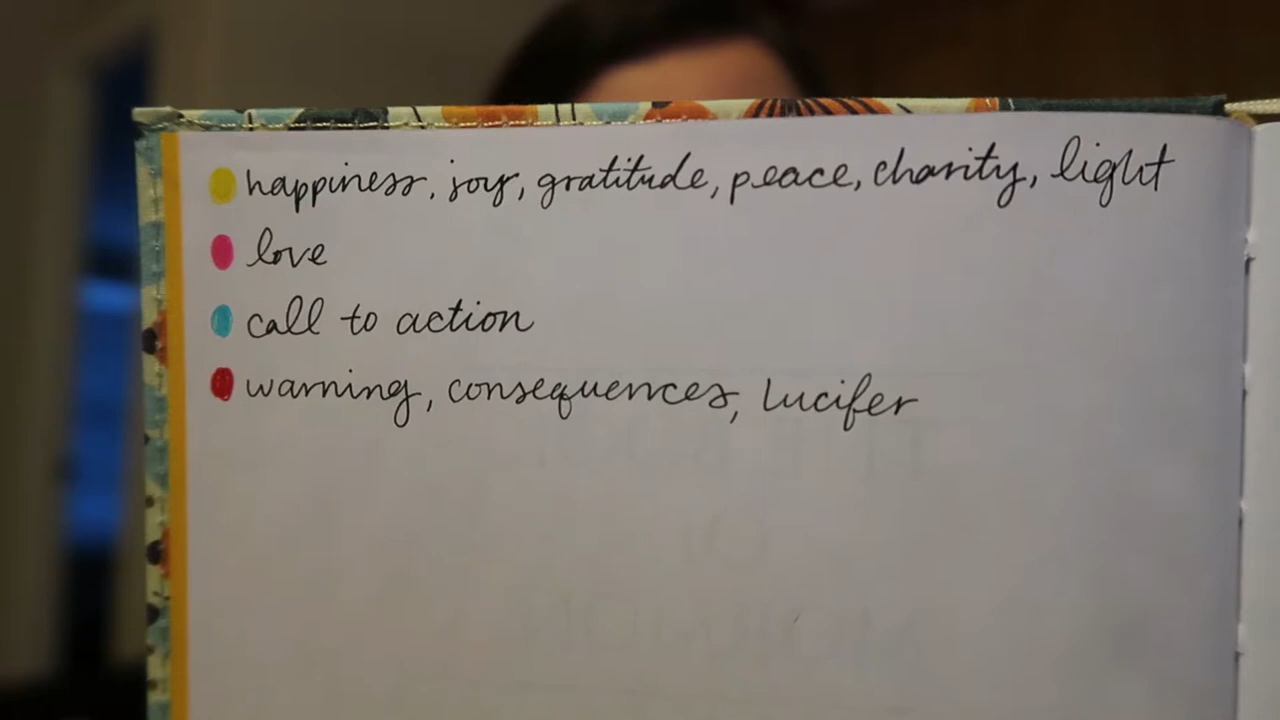 happiness, joy, gratitude, peace, charity, light
love
call to action
warning, consequences, Lucifer